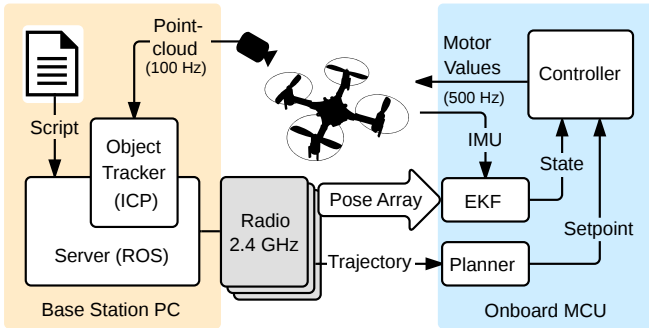 Point-
cloud
(100 Hz)
Script
Object
Tracker
(ICP)
Server (ROS)
Base Station PC
Radio
2.4 GHz
Pose Array
Trajectory
Motor
Values
(500 Hz)
Controller
IMU
State
EKF
Setpoint
Planner
Onboard MCU